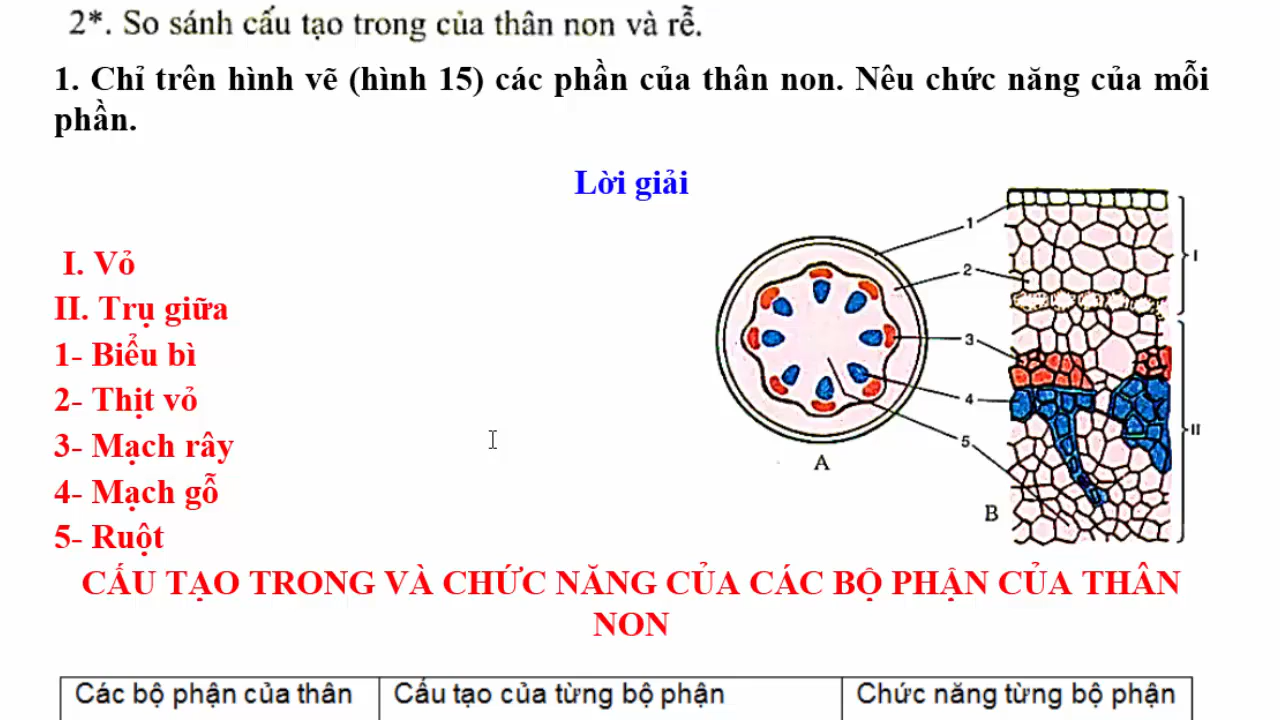 2*. So sánh cấu tạo trong của thân non và rễ.
1. Chỉ trên hình vẽ (hình 15) các phần của thân non. Nêu chức năng của mỗi
phần.
Lời giải
I. Vỏ
II. Trụ giữa
1- Biểu bì
2- Thịt vỏ
3- Mạch rây
4- Mạch gỗ
5- Ruột
1
2
3
4
5
A
B
I
II
CẤU TẠO TRONG VÀ CHỨC NĂNG CỦA CÁC BỘ PHẬN CỦA THÂN
NON
Các bộ phận của thân Cấu tạo của từng bộ phận Chức năng từng bộ phận